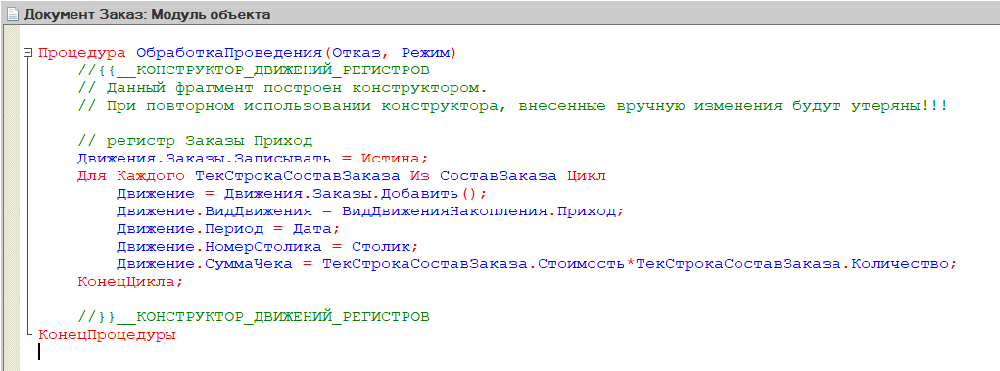 Документ Заказ: Модуль объекта
Процедура ОбработкаПроведения(Отказ, Режим)
//{{__КОНСТРУКТОР_ДВИЖЕНИЙ_РЕГИСТРОВ
// Данный фрагмент построен конструктором.
// При повторном использовании конструктора, внесенные вручную изменения будут утеряны!!!
// регистр Заказы Приход
Движения.Заказы.Записывать = Истина;
Для Каждого ТекСтрокаСоставЗаказа Из СоставЗаказа Цикл
Движение = Движения.Заказы.Добавить();
Движение.ВидДвижения = ВидДвиженияНакопления.Приход;
Движение.Период = Дата;
Движение.НомерСтолика = Столик;
Движение.СуммаЧека = ТекСтрокаСоставЗаказа.Стоимость*ТекСтрокаСоставЗаказа.Количество;
КонецЦикла;
//}}__КОНСТРУКТОР_ДВИЖЕНИЙ_РЕГИСТРОВ
КонецПроцедуры